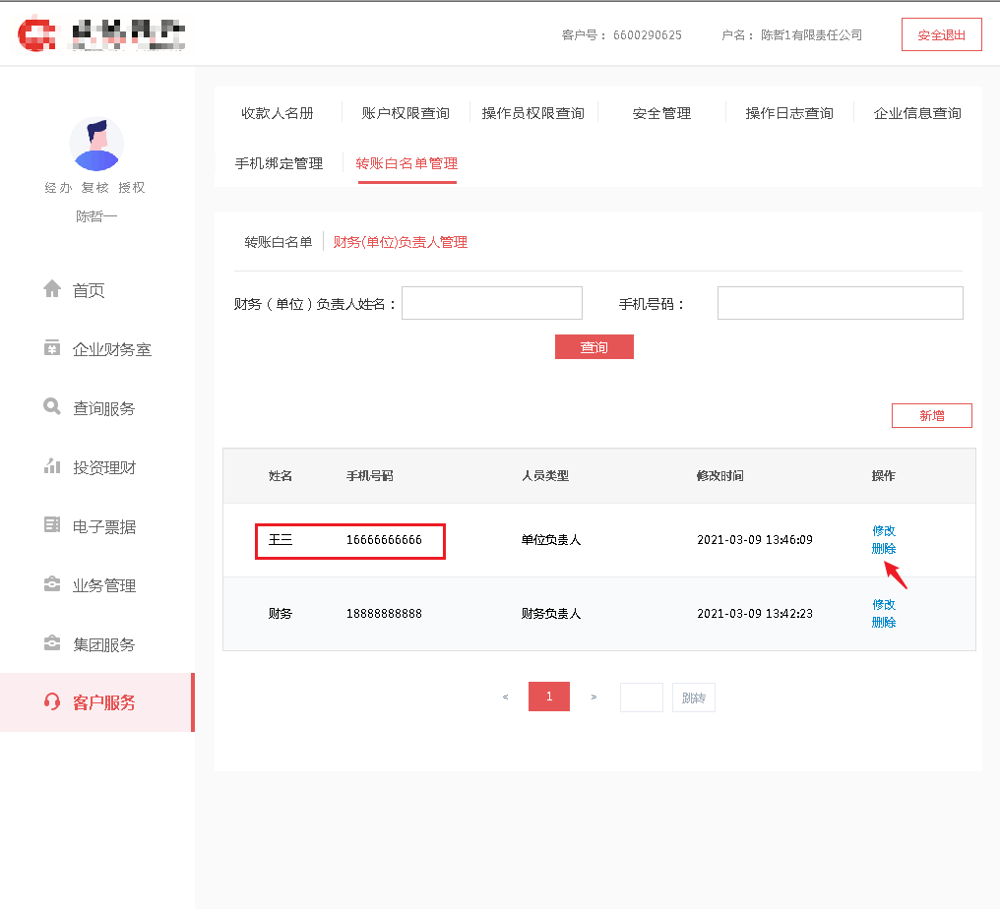 客户号： 6600290625 户名： 陈哲1有限责任公司 安全退出
经办 复核 授权
陈哲一
首页
企业财务室
查询服务
投资理财
电子票据
业务管理
集团服务
客户服务
收款人名册 账户权限查询 操作员权限查询 安全管理 操作日志查询 企业信息查询
手机绑定管理 转账白名单管理
转账白名单 财务(单位)负责人管理
财务（单位）负责人姓名： 手机号码：
查询
新增
姓名 手机号码 人员类型 修改时间 操作
王三 16666666666 单位负责人 2021-03-09 13:46:09 修改
删除
财务 18888888888 财务负责人 2021-03-09 13:42:23 修改
删除
< 1 > 跳转